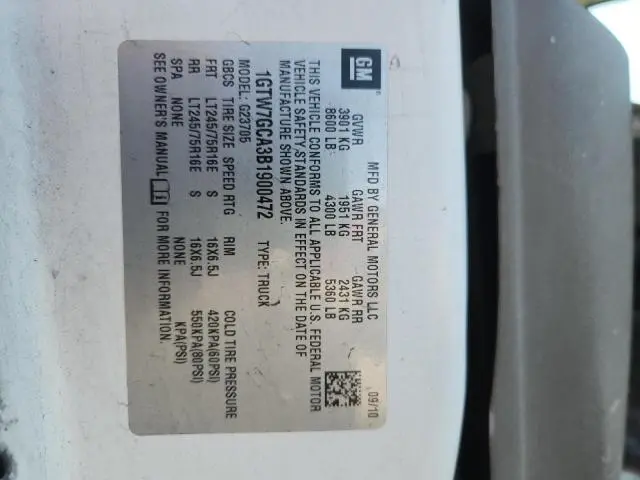 GM
MFD BY GENERAL MOTORS LLC 09/10
GVWR GAWR FRT GAWR RR
3901 KG 1951 KG 2431 KG
8600 LB 4300 LB 5360 LB
THIS VEHICLE CONFORMS TO ALL APPLICABLE U.S. FEDERAL MOTOR
VEHICLE SAFETY STANDARDS IN EFFECT ON THE DATE OF
MANUFACTURE SHOWN ABOVE.
1GTW7GCA3B1900472 TYPE: TRUCK
MODEL: G23705
GBCS TIRE SIZE SPEED RTG RIM COLD TIRE PRESSURE
FRT LT245/75R16E S 16X6.5J 420KPA(60PSI)
RR LT245/75R16E S 16X6.5J 550KPA(80PSI)
SPA NONE NONE KPA(PSI)
SEE OWNER'S MANUAL FOR MORE INFORMATION.